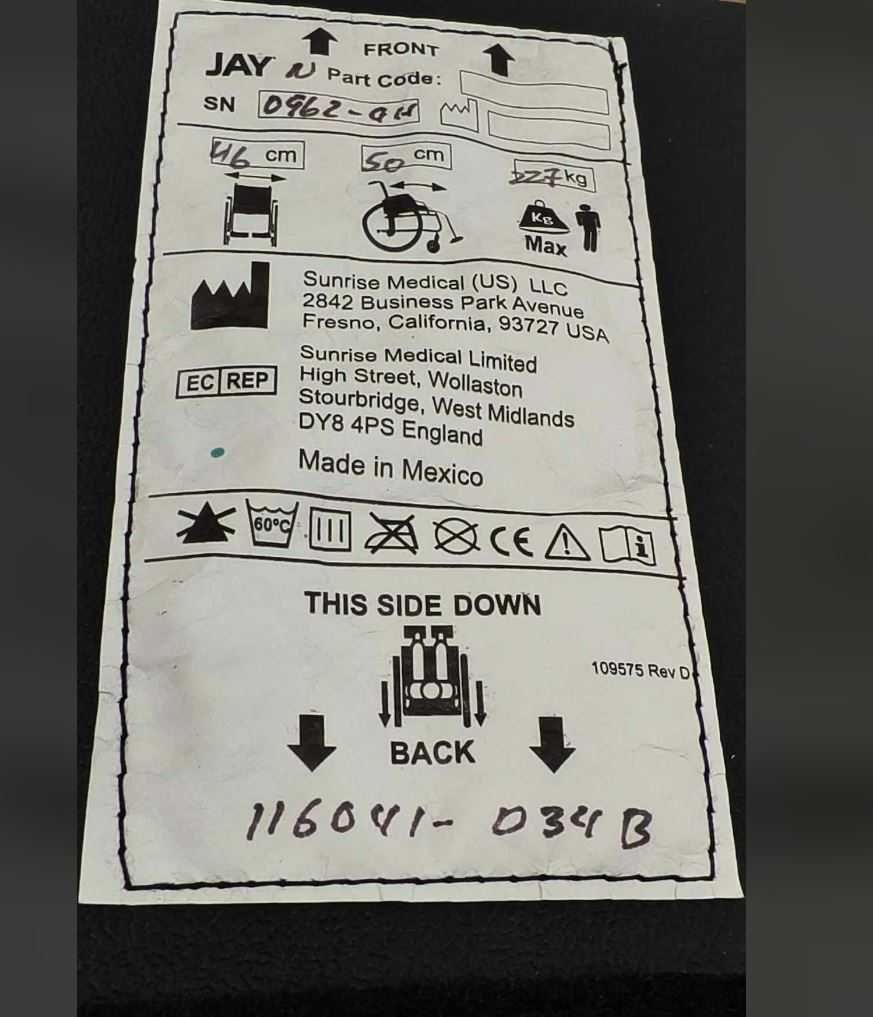 FRONT
JAY N Part Code:
SN 0962-
46 cm 50 cm 227 kg
Kg
Max
Sunrise Medical (US) LLC
2842 Business Park Avenue
Fresno, California, 93727 USA
Sunrise Medical Limited
EC REP
High Street, Wollaston
Stourbridge, West Midlands
DY8 4PS England
Made in Mexico
60°C CE ! i
THIS SIDE DOWN
109575 Rev D
BACK
116041- 034B